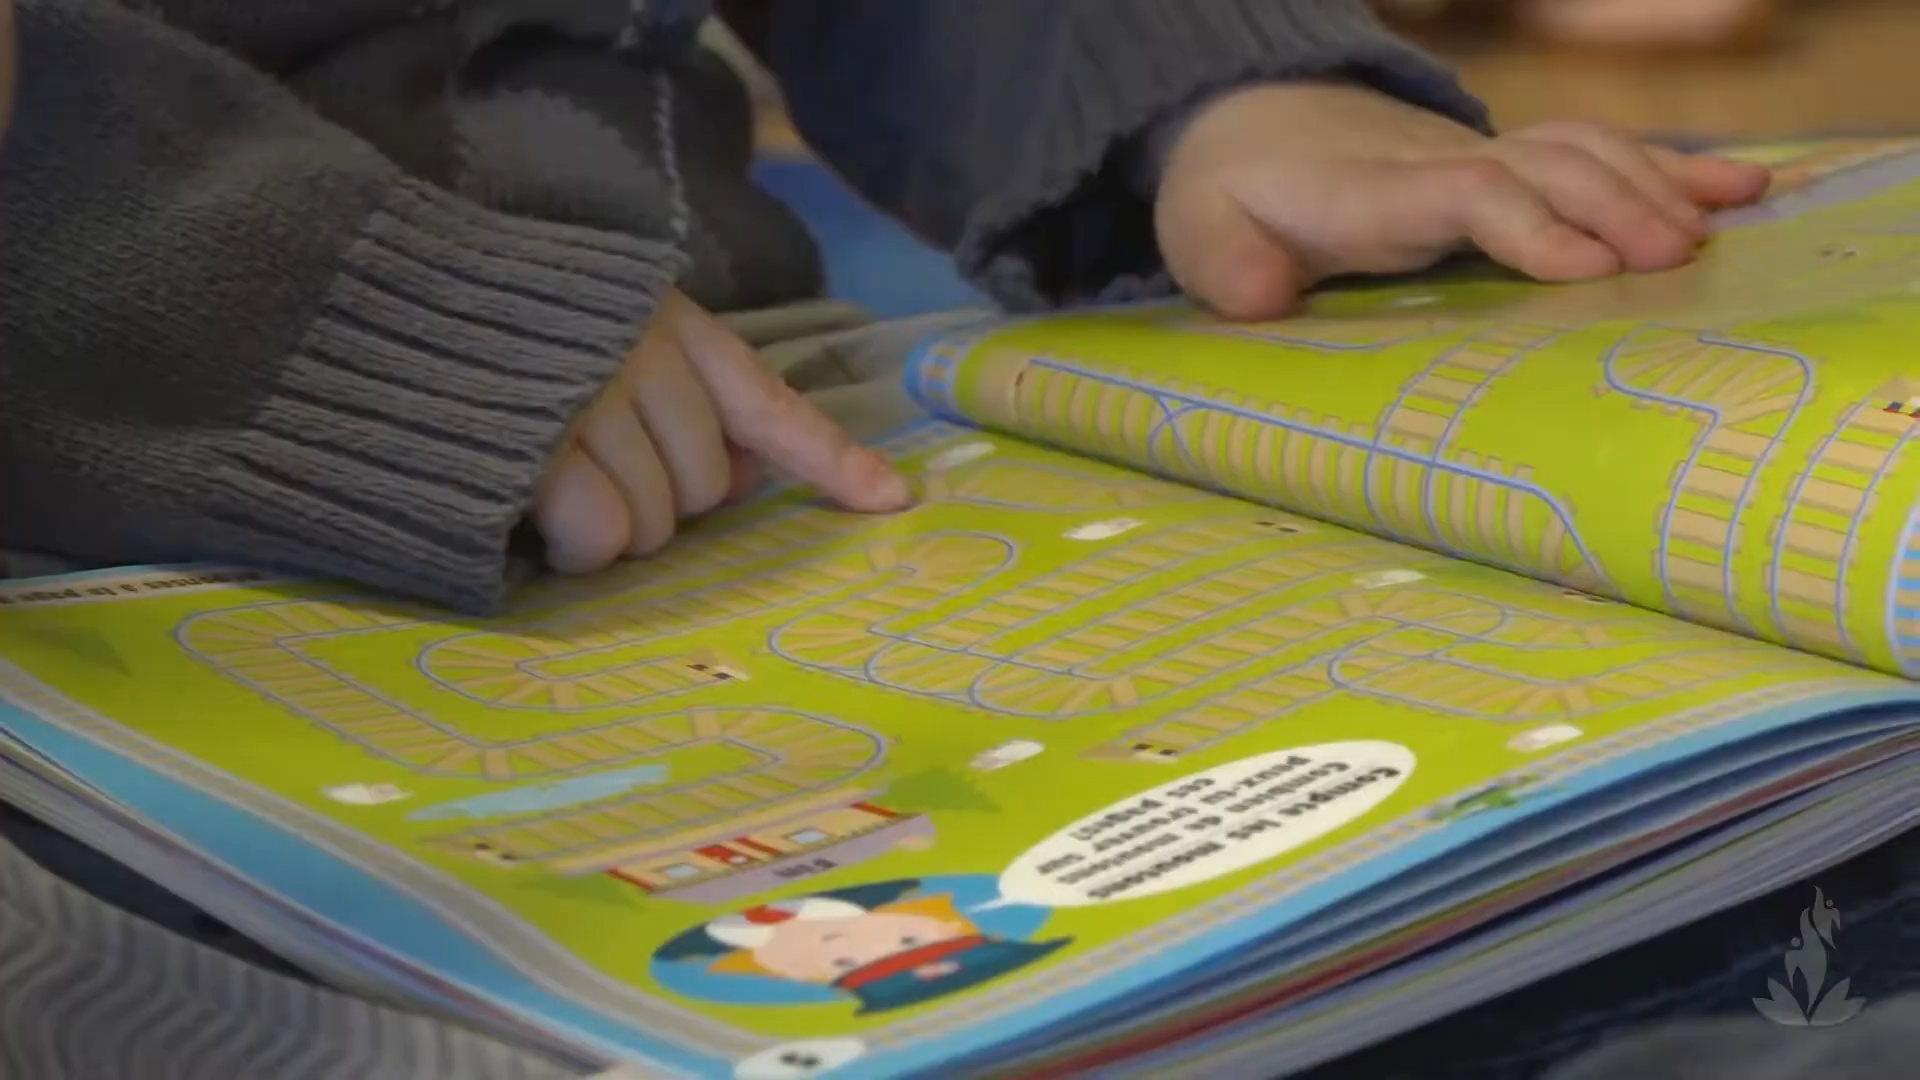 Compte les moutons
Combien de moutons
peux-tu trouver sur
ces pages?
Fin